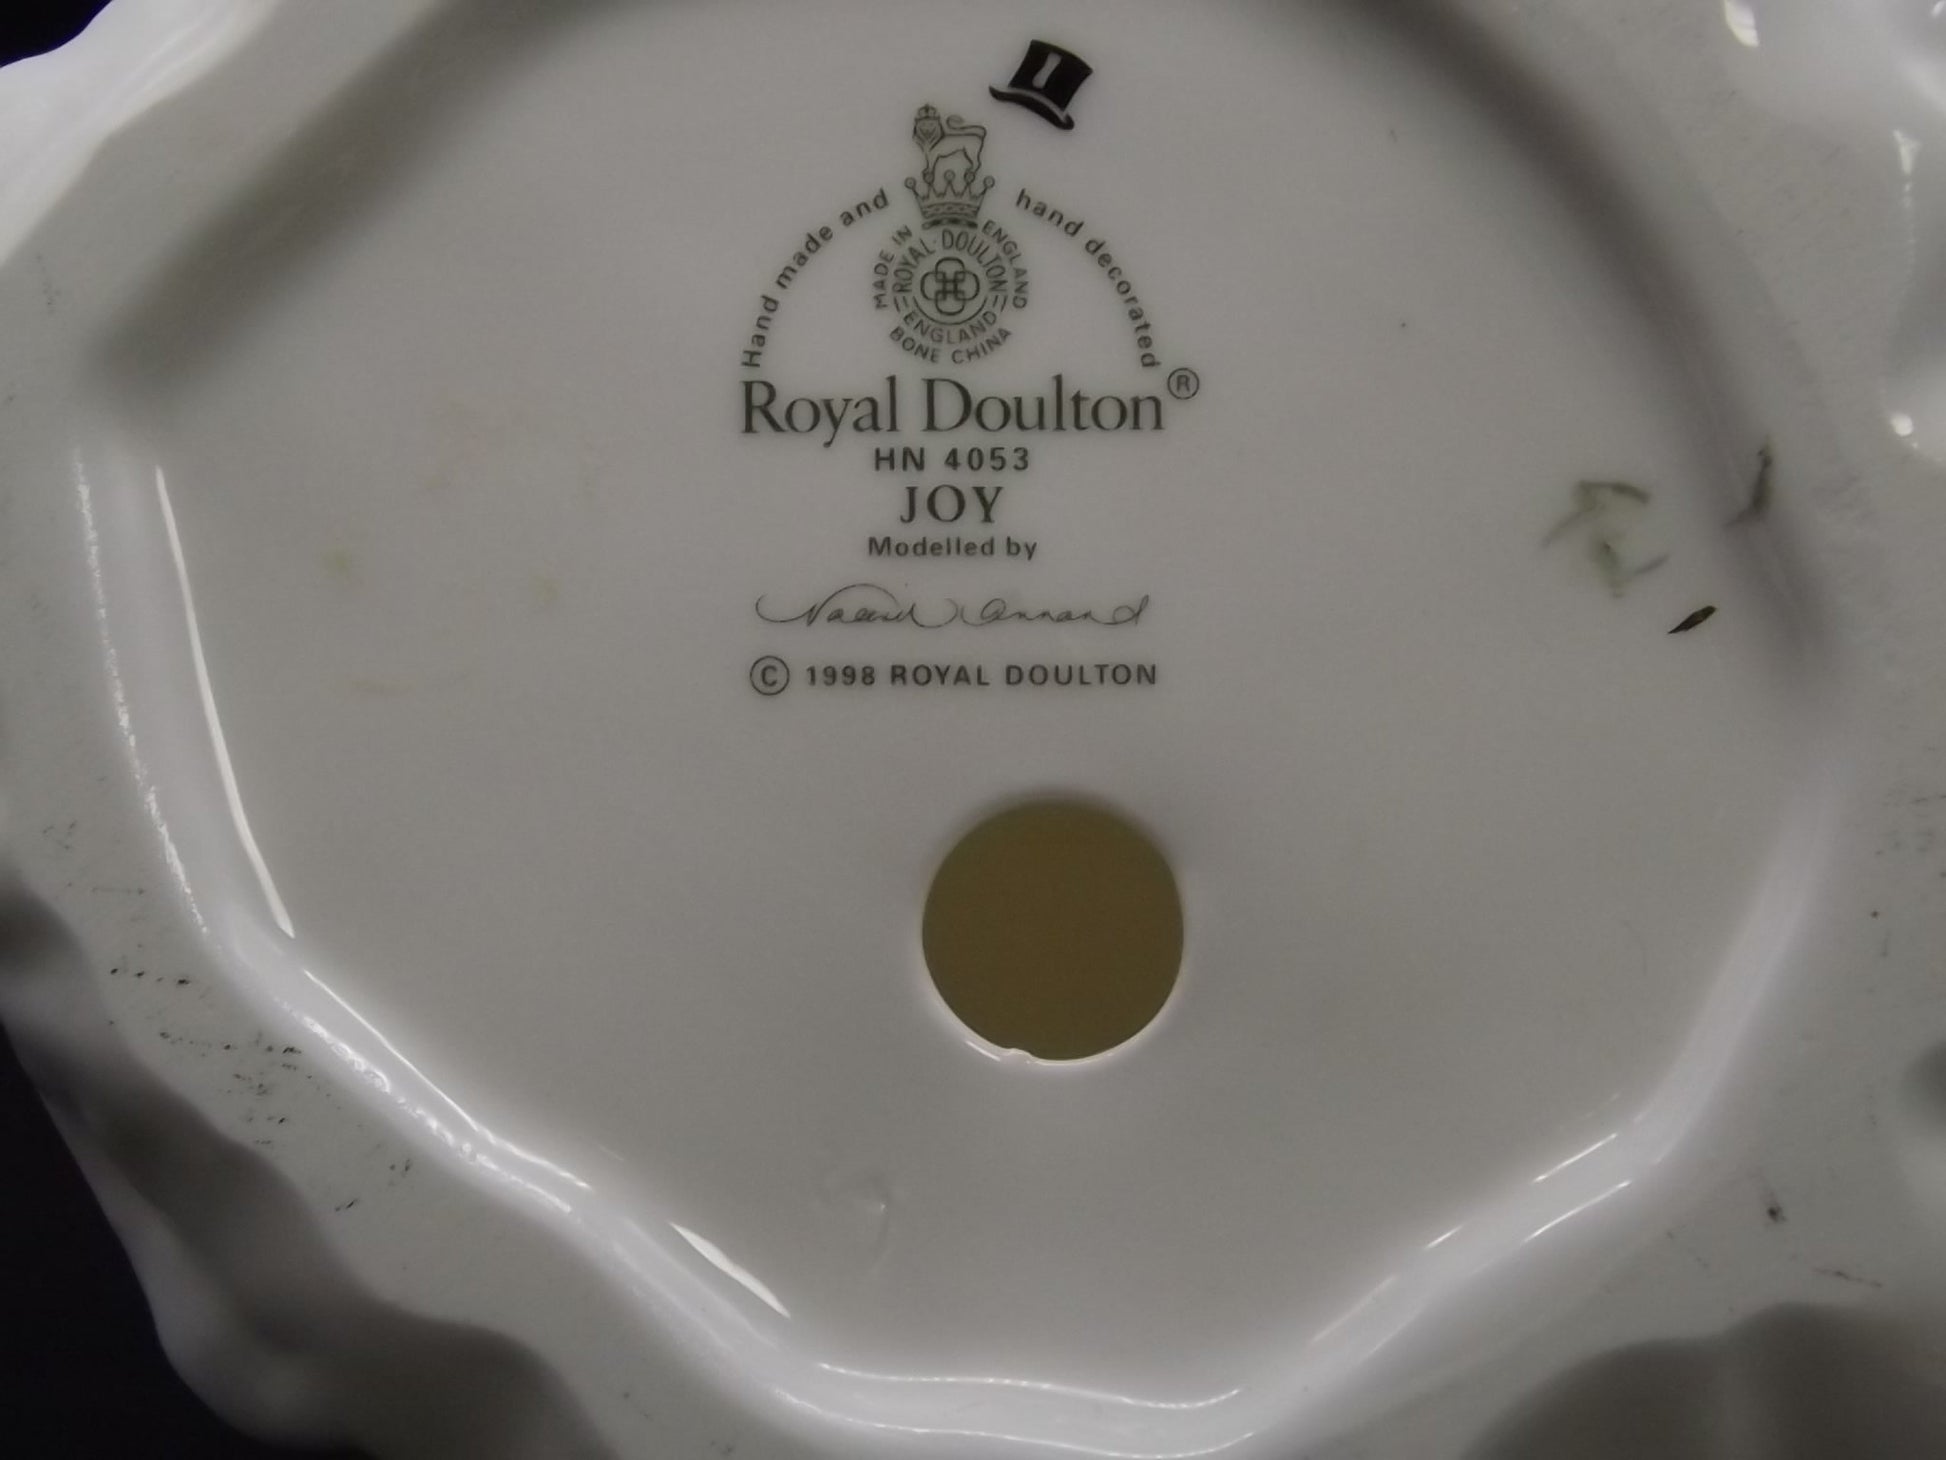 Hand made and hand decorated
MADE IN ENGLAND
ROYAL·DOULTON
ENGLAND
BONE CHINA
Royal Doulton®
HN 4053
JOY
Modelled by
Annand
© 1998 ROYAL DOULTON